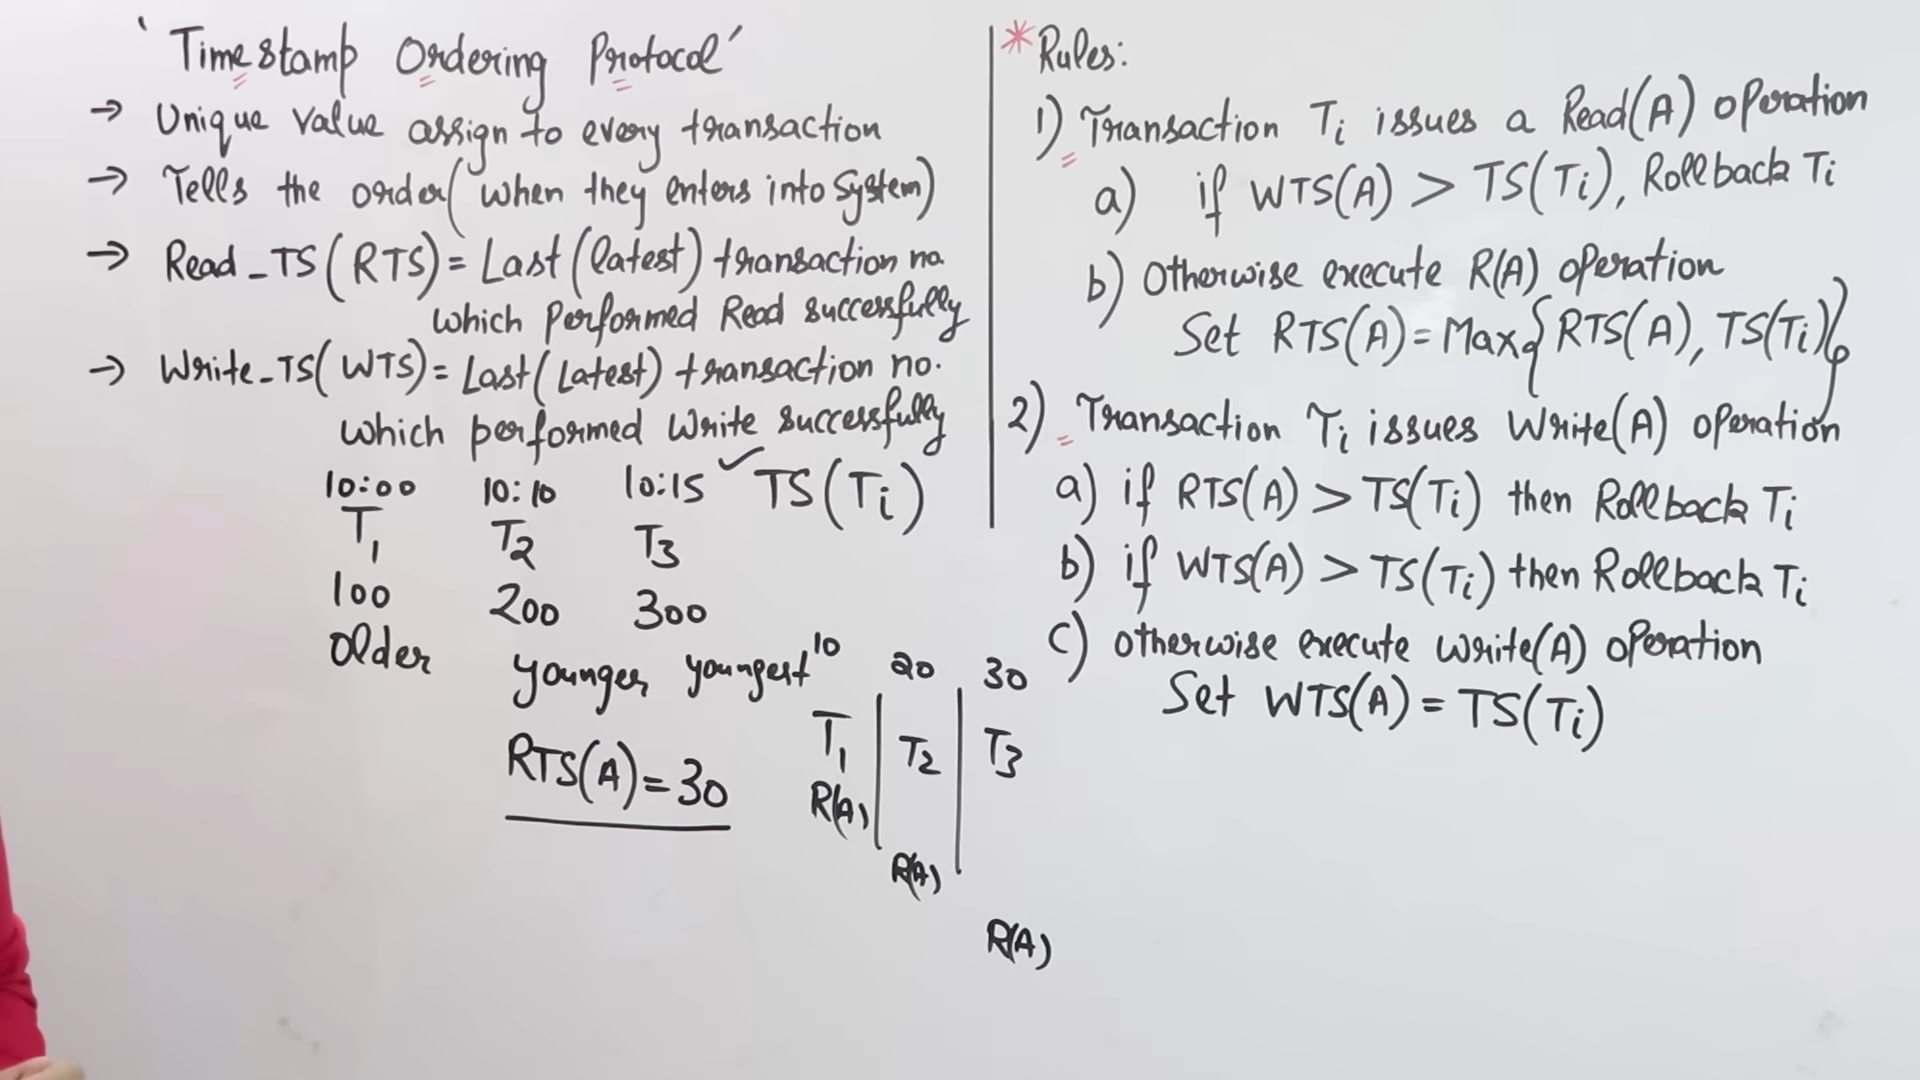 'Timestamp Ordering Protocol'
→ Unique value assign to every transaction
→ Tells the order (when they enters into System)
→ Read_TS (RTS) = Last (latest) transaction no.
which performed Read successfully
→ Write_TS (WTS) = Last (Latest) transaction no.
which performed Write successfully
10:00 10:10 10:15 ✓ TS(Ti)
T1 T2 T3
100 200 300
older younger youngest
RTS(A) = 30
10 20 30
T1 T2 T3
R(A)
R(A)
R(A)
* Rules:
1) Transaction Ti issues a Read(A) operation
a) if WTS(A) > TS(Ti), Rollback Ti
b) Otherwise execute R(A) operation
Set RTS(A) = Max{RTS(A), TS(Ti)}
2) Transaction Ti issues Write(A) operation
a) if RTS(A) > TS(Ti) then Rollback Ti
b) if WTS(A) > TS(Ti) then Rollback Ti
c) otherwise execute write(A) operation
Set WTS(A) = TS(Ti)